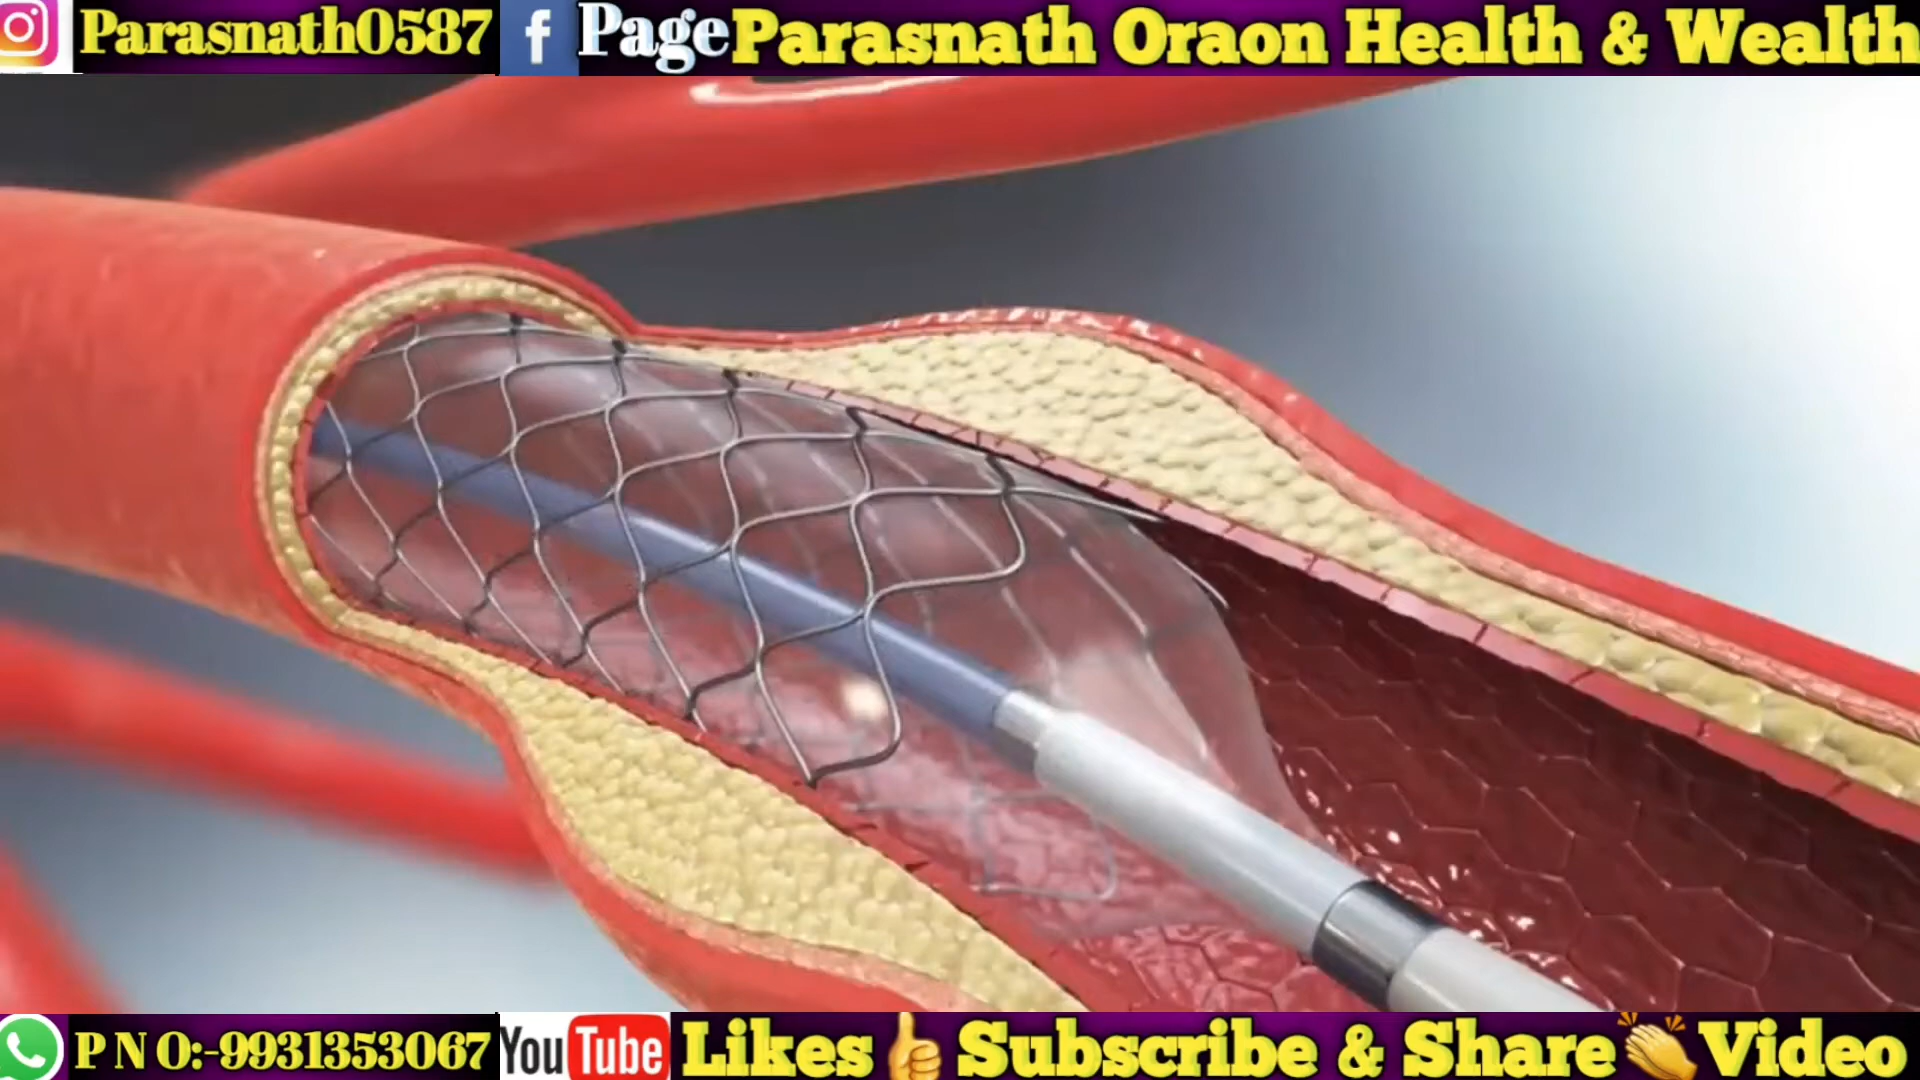 Parasnath0587 f Page Parasnath Oraon Health & Wealth
P N O:-9931353067 YouTube Likes Subscribe & Share Video